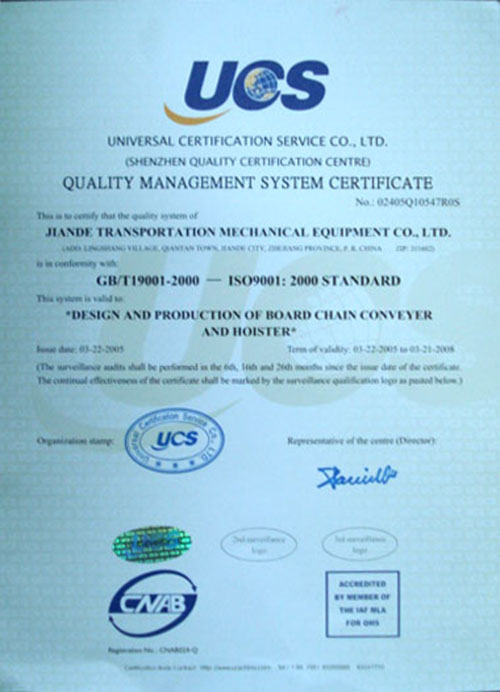 UCS
UNIVERSAL CERTIFICATION SERVICE CO., LTD.
(SHENZHEN QUALITY CERTIFICATION CENTRE)
QUALITY MANAGEMENT SYSTEM CERTIFICATE
No.: 02405Q10547R0S
This is to certify that the quality system of
JIANDE TRANSPORTATION MECHANICAL EQUIPMENT CO., LTD.
(ADD: LINGSHANG VILLAGE, QIANTAN TOWN, JIANDE CITY, ZHEJIANG PROVINCE, P. R. CHINA ZIP:
is in conformity with:
GB/T19001-2000 — ISO9001: 2000 STANDARD
This system is valid to:
*DESIGN AND PRODUCTION OF BOARD CHAIN CONVEYER
AND HOISTER*
Issue date: 03-22-2005 Term of validity: 03-22-2005 to 03-21-2008
(The surveillance audits shall be performed in the 6th, 16th and 26th months since the issue date of the certificate.
The continual effectiveness of the certificate shall be marked by the surveillance qualification logo as pasted below.)
Organization stamp: Representative of the centre (Director):
Universal Certification Service Co., LTD.
UCS
2nd surveillance
logo
3rd surveillance
logo
CNAB
ACCREDITED
BY MEMBER OF
THE IAF MLA
FOR QMS
Registration No.: